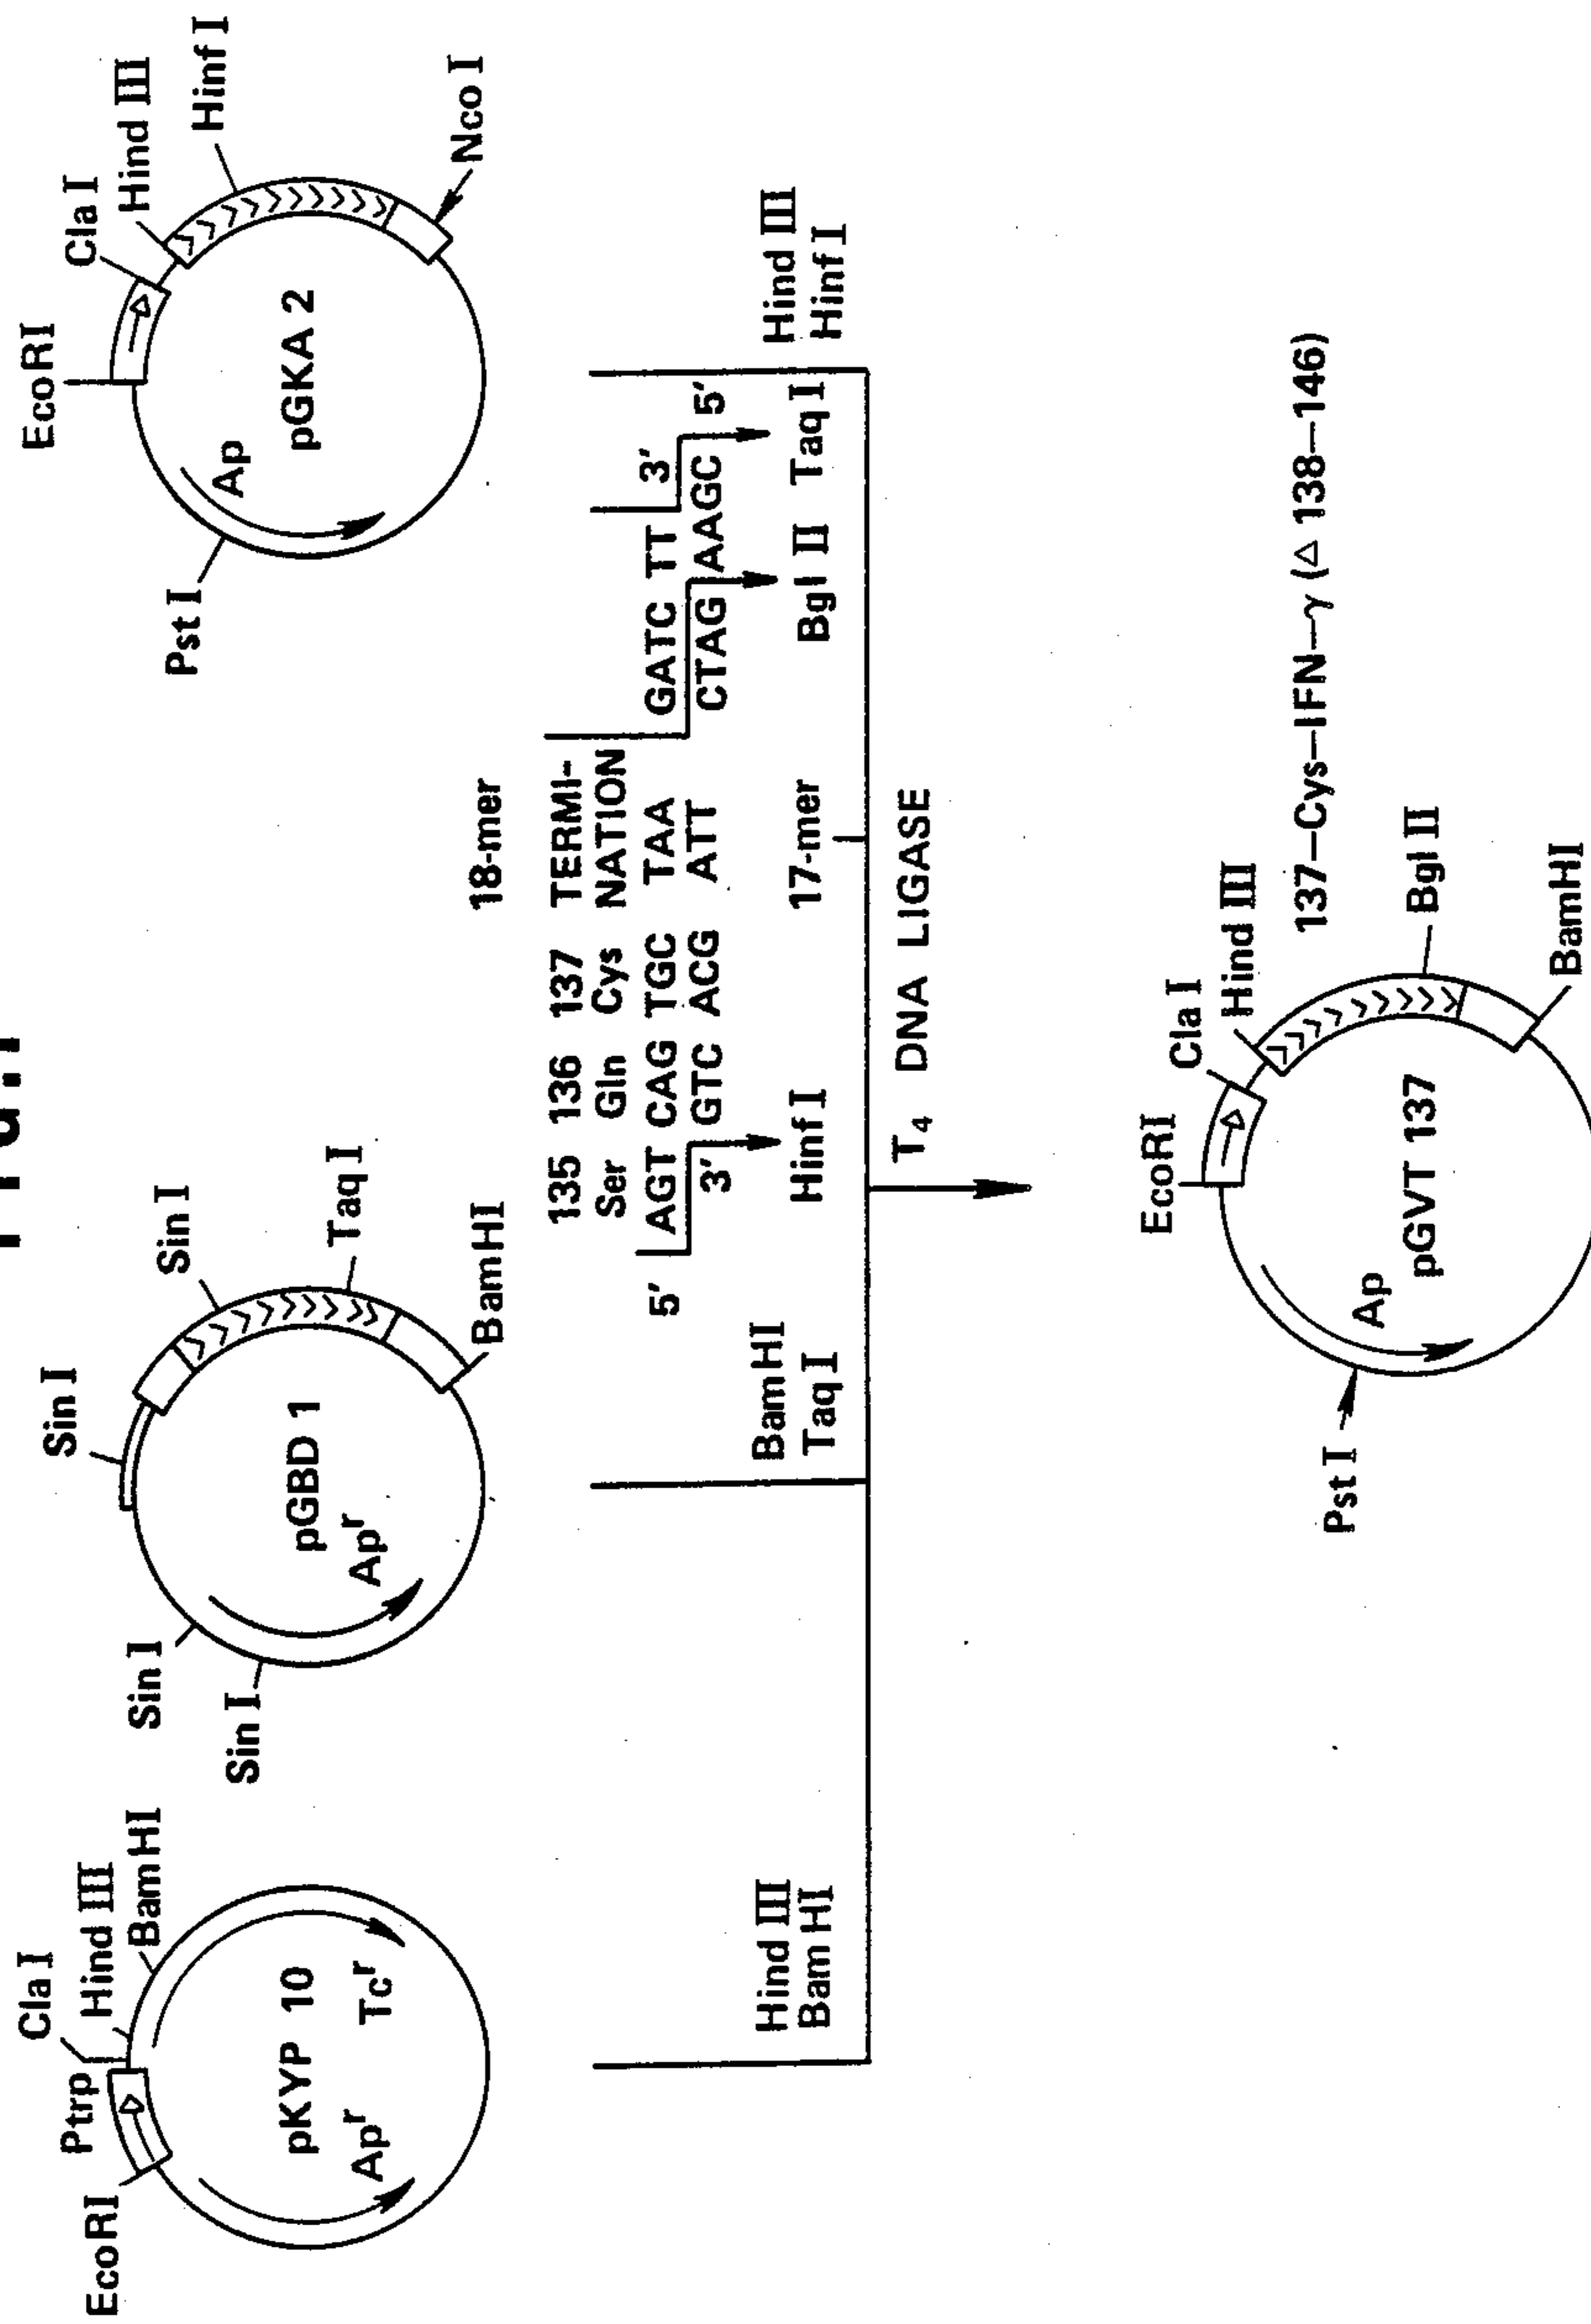 EcoRI
Ptrp
Cla I
Hind III
BamHI
pKYP 10
Apr
Tcr
Sin I
Sin I
Sin I
Sin I
Taq I
BamHI
pGBD 1
Apr
EcoRI
Cla I
Hind III
Hinf I
Nco I
Pst I
Ap
pGKA 2
18-mer
135 136 137 TERMI-
Ser Gln Cys NATION
5' AGT CAG TGC TAA GATC TT 3'
3' GTC ACG ATT CTAG AAGC 5'
Hinf I
17-mer
Bgl II
Taq I
Hind III
BamHI
BamHI
Taq I
Hind III
Hinf I
T4 DNA LIGASE
EcoRI
Cla I
Hind III
137-Cys-IFN-γ (Δ 138-146)
Bgl II
BamHI
Pst I
Ap
pGVT 137